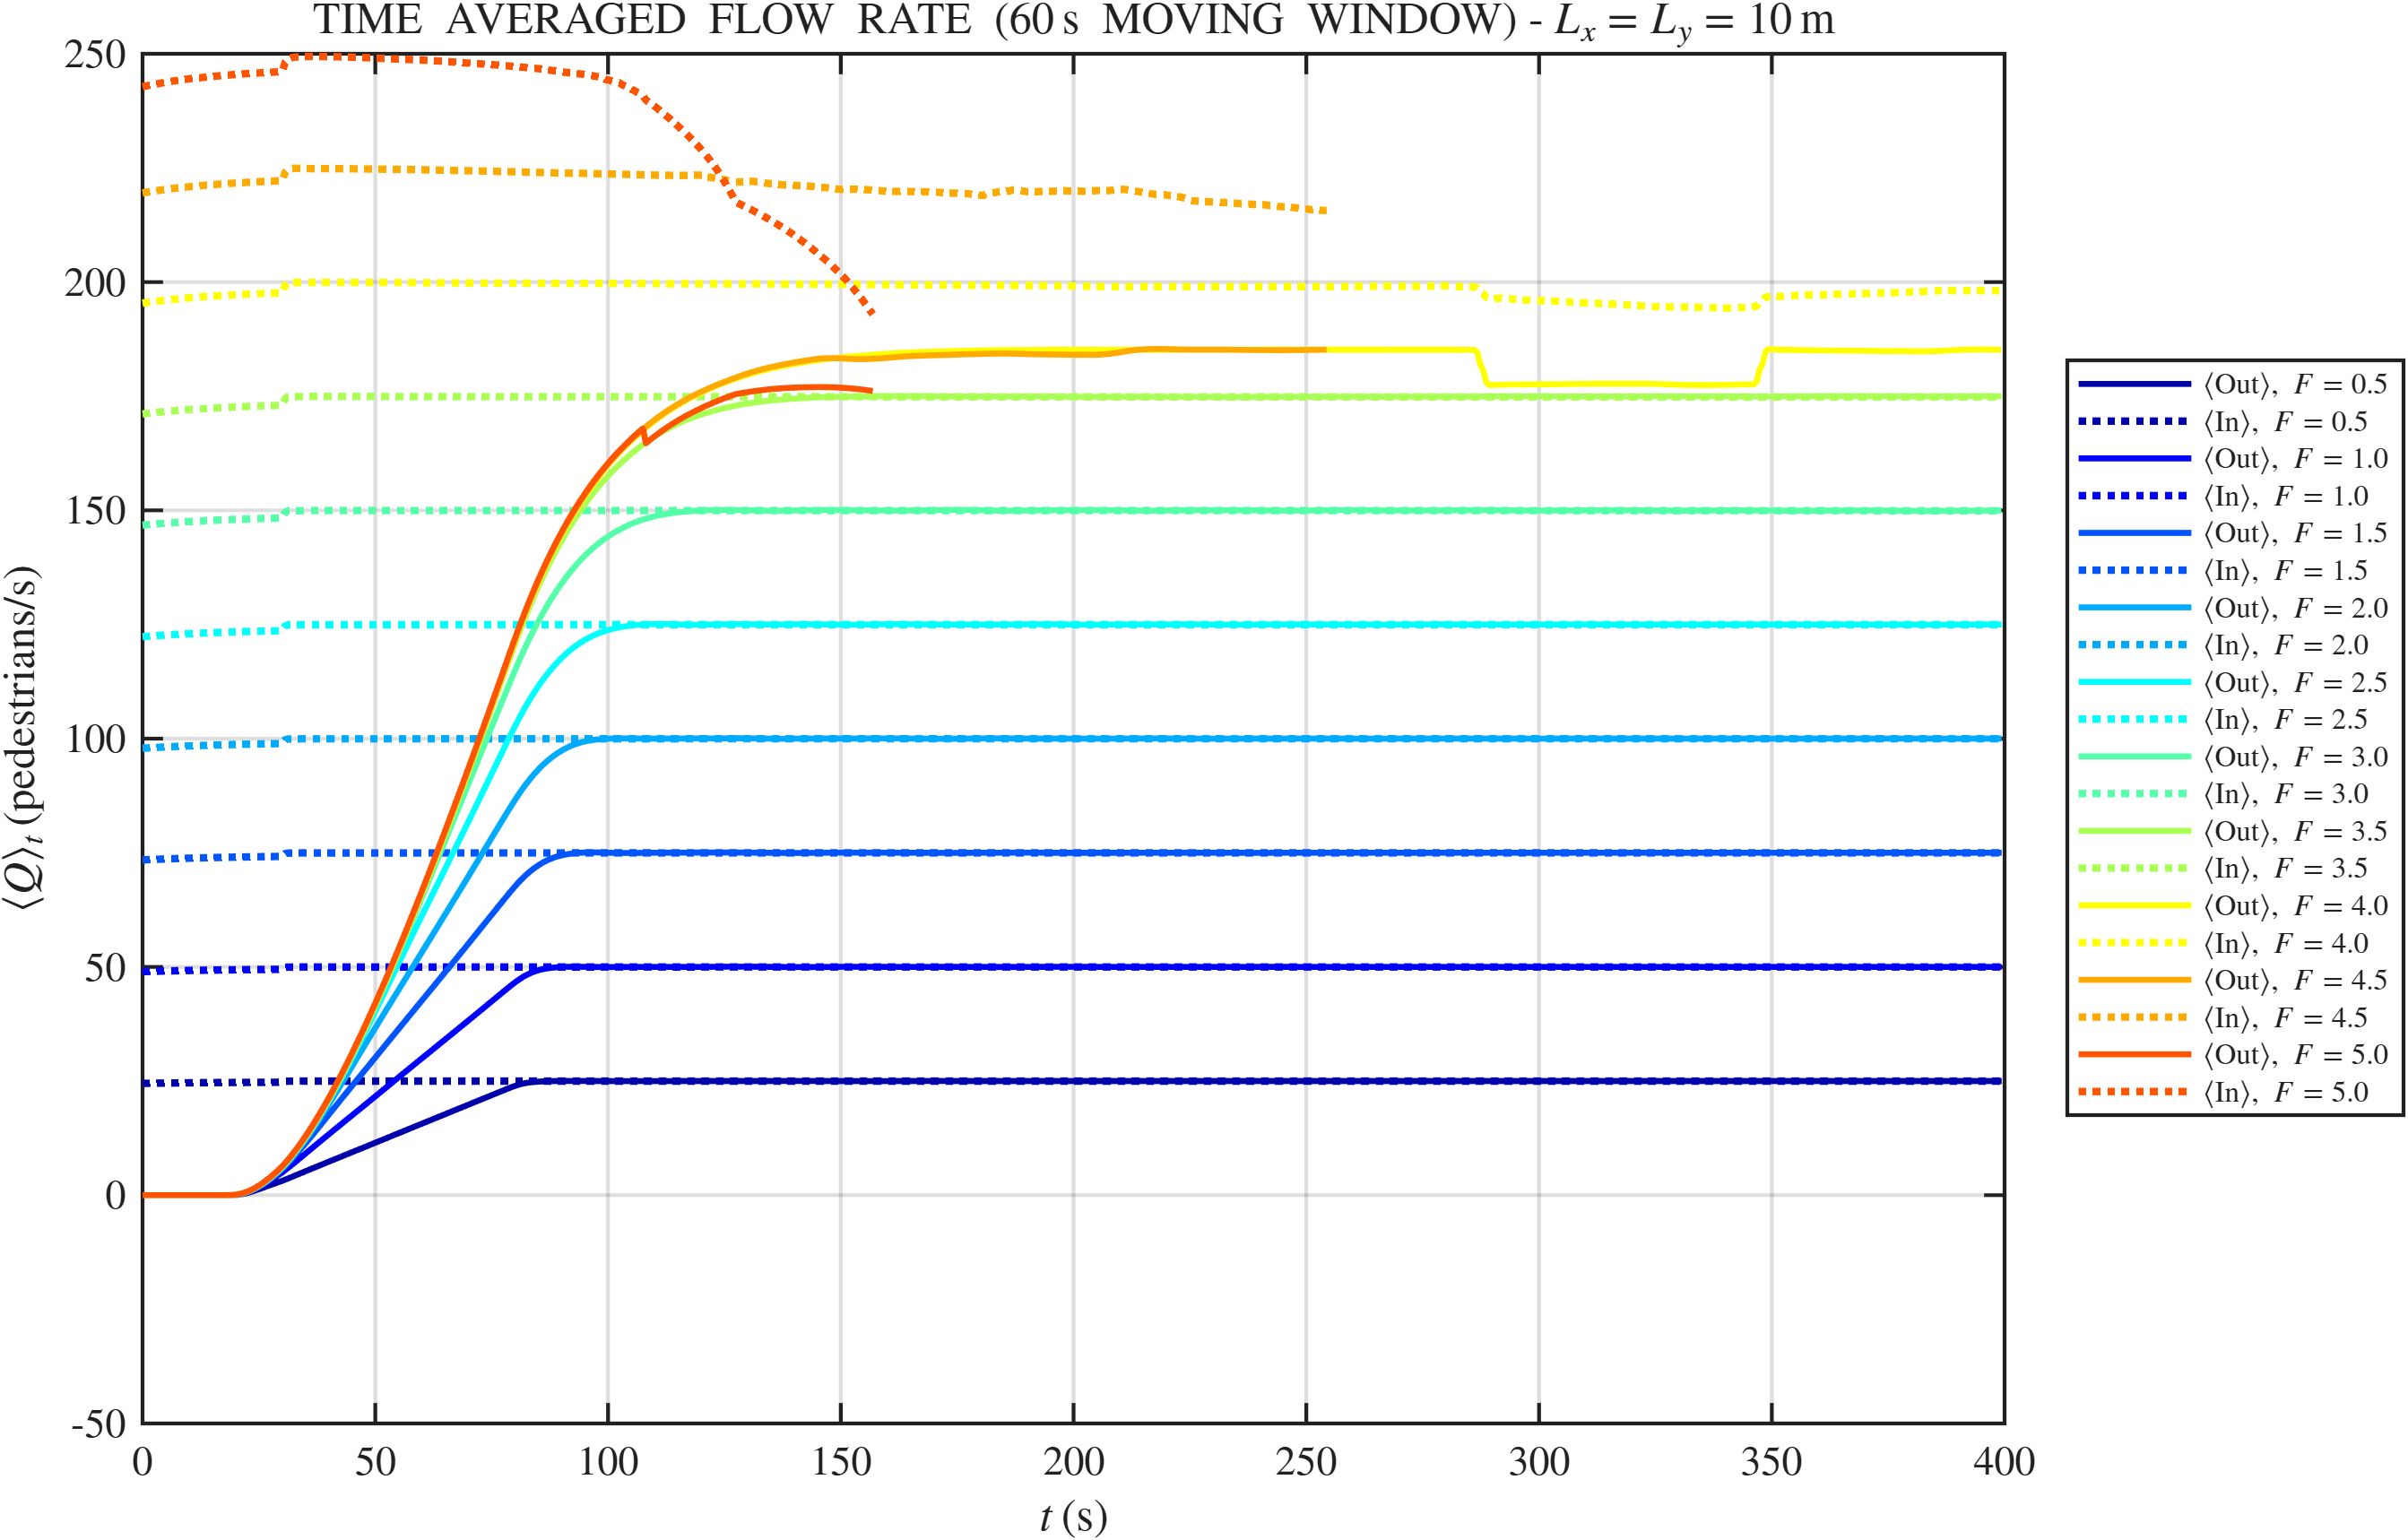 TIME AVERAGED FLOW RATE (60 s MOVING WINDOW) - Lx = Ly = 10 m
250
200
150
100
50
0
-50
⟨Q⟩t (pedestrians/s)
0 50 100 150 200 250 300 350 400
t (s)
⟨Out⟩, F = 0.5
⟨In⟩, F = 0.5
⟨Out⟩, F = 1.0
⟨In⟩, F = 1.0
⟨Out⟩, F = 1.5
⟨In⟩, F = 1.5
⟨Out⟩, F = 2.0
⟨In⟩, F = 2.0
⟨Out⟩, F = 2.5
⟨In⟩, F = 2.5
⟨Out⟩, F = 3.0
⟨In⟩, F = 3.0
⟨Out⟩, F = 3.5
⟨In⟩, F = 3.5
⟨Out⟩, F = 4.0
⟨In⟩, F = 4.0
⟨Out⟩, F = 4.5
⟨In⟩, F = 4.5
⟨Out⟩, F = 5.0
⟨In⟩, F = 5.0